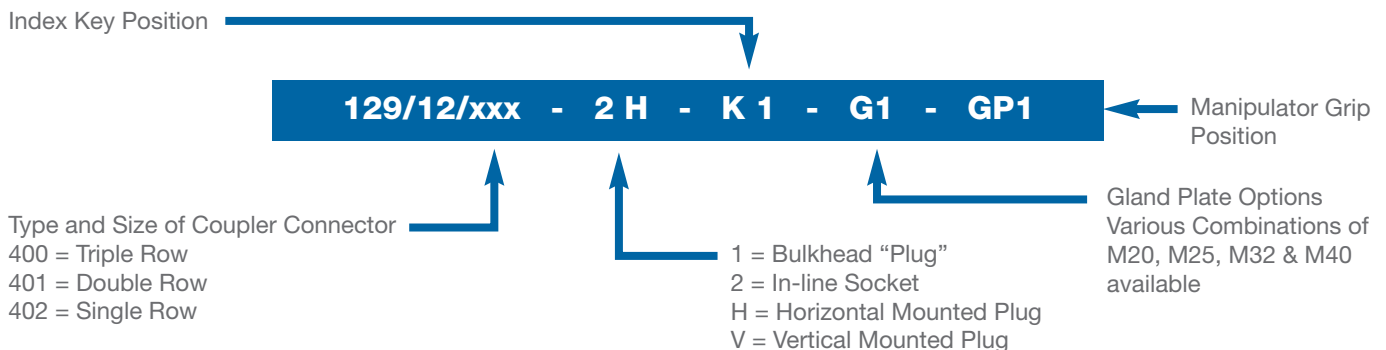 Index Key Position
129/12/xxx - 2 H - K 1 - G1 - GP1
Manipulator Grip
Position
Type and Size of Coupler Connector
400 = Triple Row
401 = Double Row
402 = Single Row
1 = Bulkhead “Plug”
2 = In-line Socket
H = Horizontal Mounted Plug
V = Vertical Mounted Plug
Gland Plate Options
Various Combinations of
M20, M25, M32 & M40
available